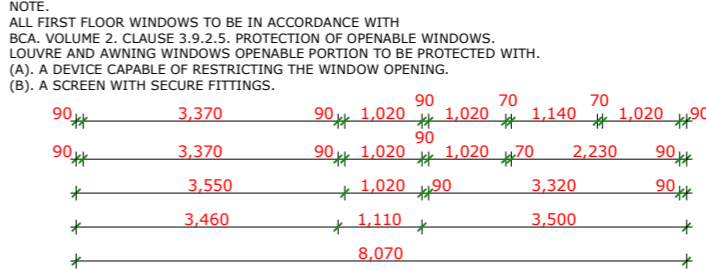 NOTE.
ALL FIRST FLOOR WINDOWS TO BE IN ACCORDANCE WITH
BCA. VOLUME 2. CLAUSE 3.9.2.5. PROTECTION OF OPENABLE WINDOWS.
LOUVRE AND AWNING WINDOWS OPENABLE PORTION TO BE PROTECTED WITH.
(A). A DEVICE CAPABLE OF RESTRICTING THE WINDOW OPENING.
(B). A SCREEN WITH SECURE FITTINGS.
90 3,370 90 1,020 90 1,020 70 1,140 70 1,020 90
90 3,370 90 1,020 90 1,020 70 2,230 90
3,550 1,020 90 3,320 90
3,460 1,110 3,500
8,070